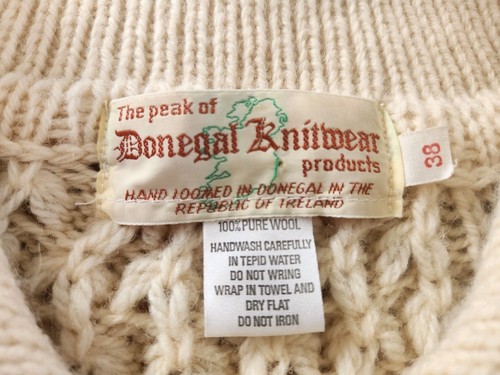 The peak of
Donegal Knitwear
products
HAND LOOMED IN DONEGAL IN THE
REPUBLIC OF IRELAND
38
100% PURE WOOL
HANDWASH CAREFULLY
IN TEPID WATER
DO NOT WRING
WRAP IN TOWEL AND
DRY FLAT
DO NOT IRON